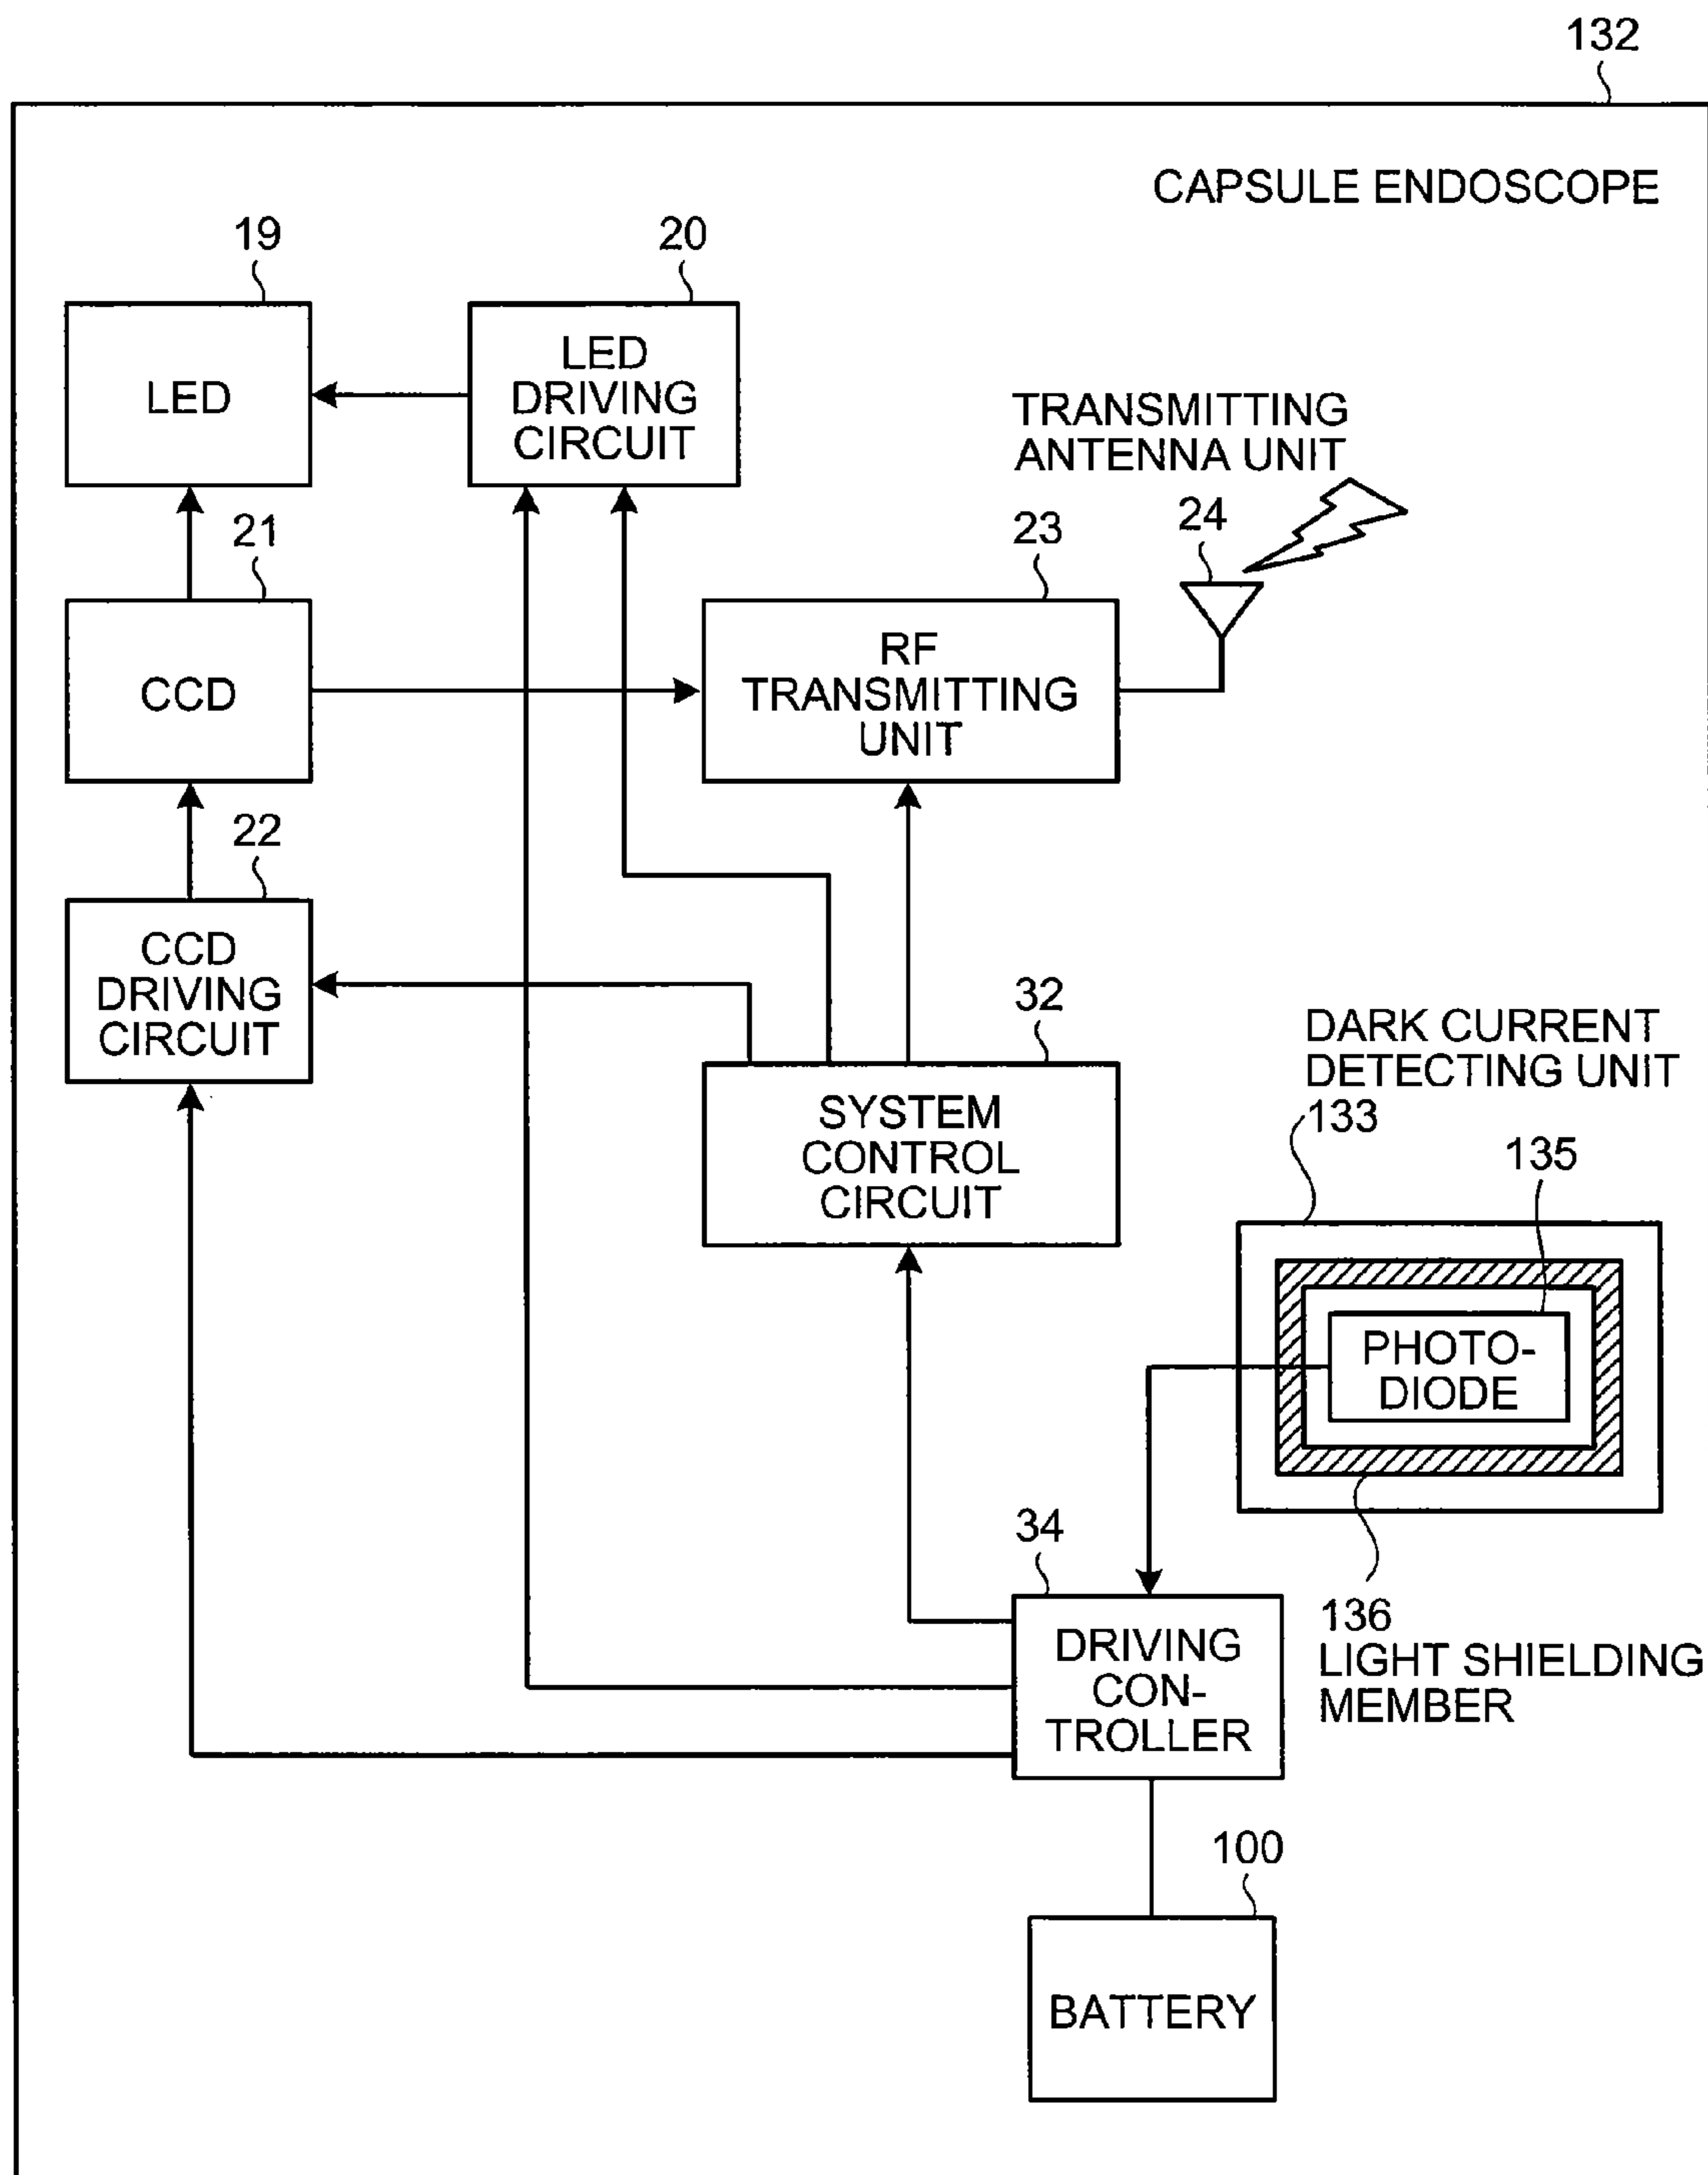 132
CAPSULE ENDOSCOPE
19
20
LED
LED
DRIVING
CIRCUIT
TRANSMITTING
ANTENNA UNIT
21
23
24
CCD
RF
TRANSMITTING
UNIT
22
CCD
DRIVING
CIRCUIT
32
SYSTEM
CONTROL
CIRCUIT
DARK CURRENT
DETECTING UNIT
133
135
PHOTO-
DIODE
34
136
LIGHT SHIELDING
MEMBER
DRIVING
CON-
TROLLER
100
BATTERY